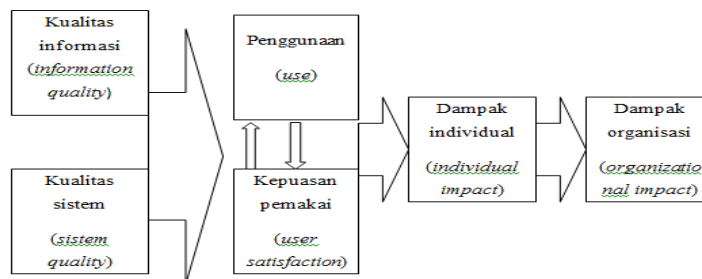 Kualitas
informasi
(information
quality)
Kualitas
sistem
(sistem
quality)
Penggunaan
(use)
Kepuasan
pemakai
(user
satisfaction)
Dampak
individual
(individual
impact)
Dampak
organisasi
(organizatio
nal impact)